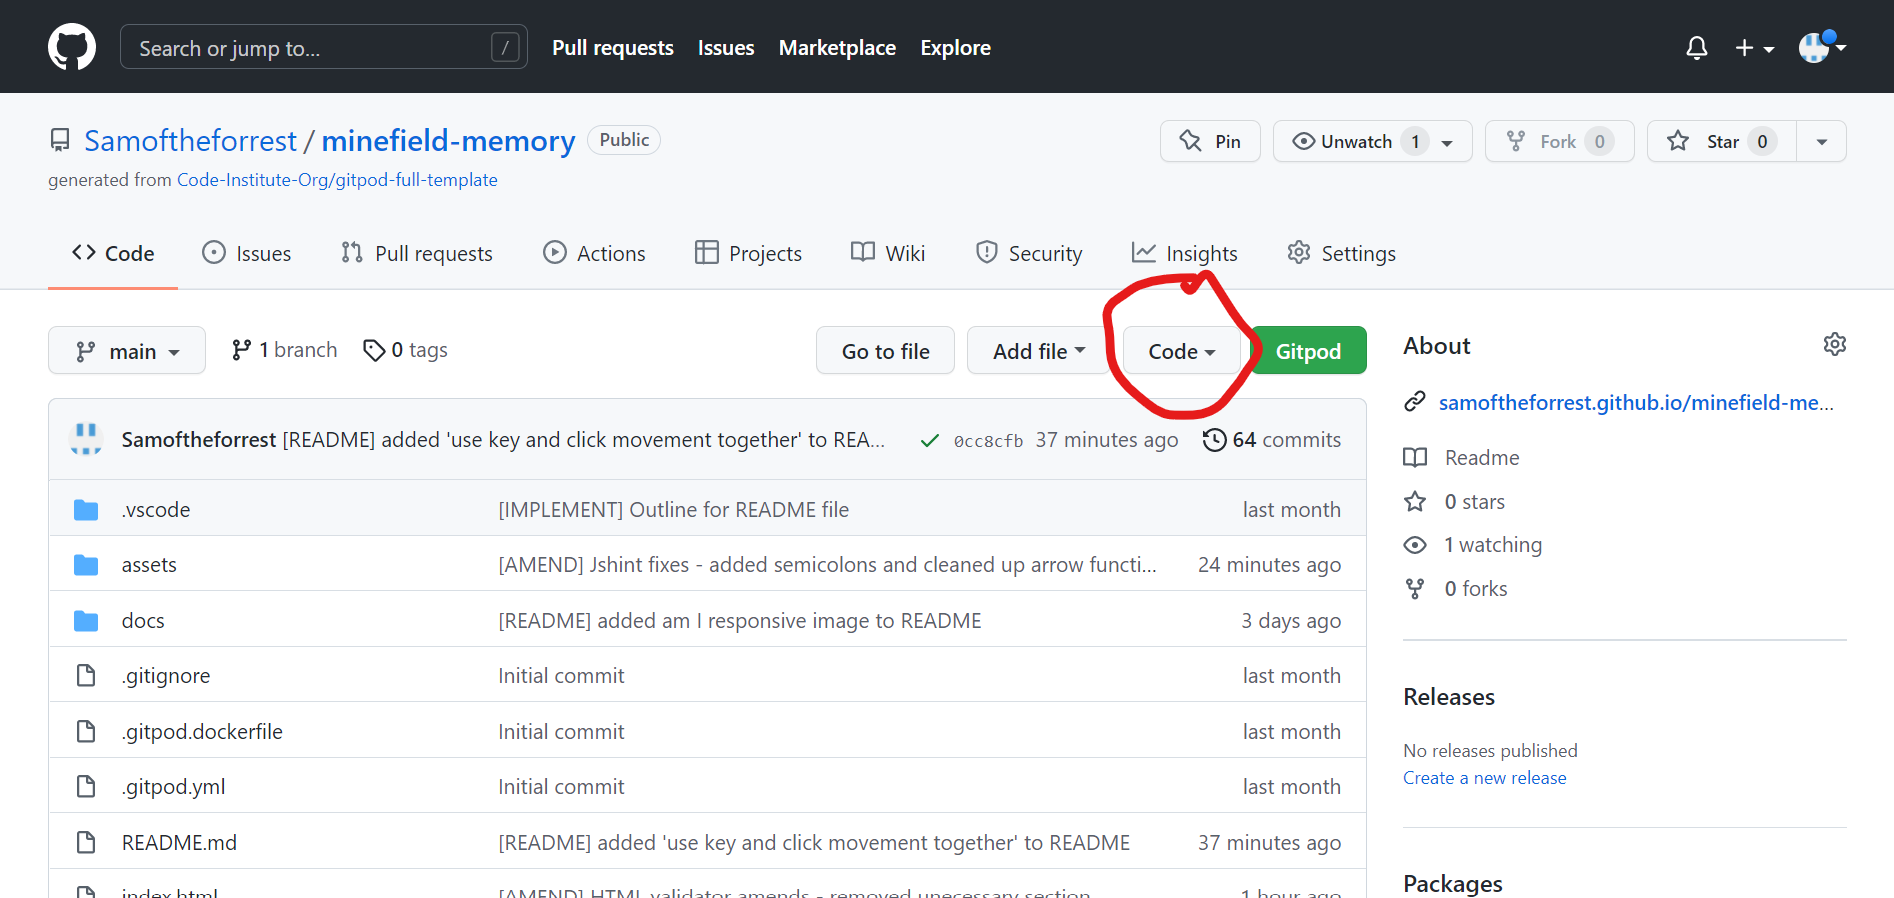 Search or jump to... /
Pull requests Issues Marketplace Explore
Samoftheforrest / minefield-memory Public
Pin Unwatch 1 Fork 0 Star 0
generated from Code-Institute-Org/gitpod-full-template
Code Issues Pull requests Actions Projects Wiki Security Insights Settings
main 1 branch 0 tags Go to file Add file Code Gitpod
Samoftheforrest [README] added 'use key and click movement together' to REA... 0cc8cfb 37 minutes ago 64 commits
.vscode [IMPLEMENT] Outline for README file last month
assets [AMEND] Jshint fixes - added semicolons and cleaned up arrow functi... 24 minutes ago
docs [README] added am I responsive image to README 3 days ago
.gitignore Initial commit last month
.gitpod.dockerfile Initial commit last month
.gitpod.yml Initial commit last month
README.md [README] added 'use key and click movement together' to README 37 minutes ago
index.html [AMEND] HTML validator amends - removed unnecessary section 1 hour ago
About
samoftheforrest.github.io/minefield-me...
Readme
0 stars
1 watching
0 forks
Releases
No releases published
Create a new release
Packages